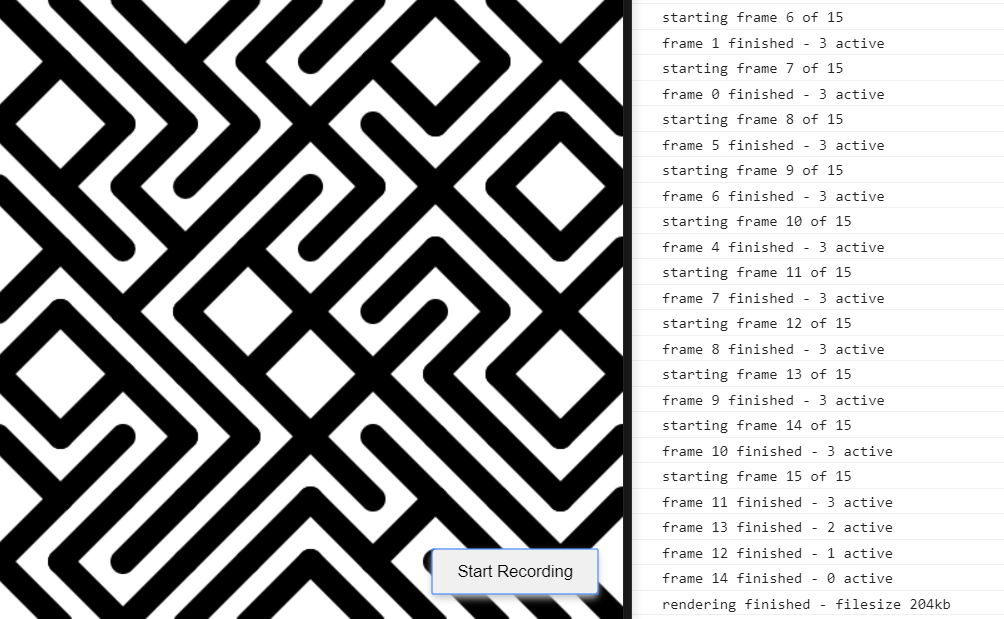 starting frame 6 of 15
frame 1 finished - 3 active
starting frame 7 of 15
frame 0 finished - 3 active
starting frame 8 of 15
frame 5 finished - 3 active
starting frame 9 of 15
frame 6 finished - 3 active
starting frame 10 of 15
frame 4 finished - 3 active
starting frame 11 of 15
frame 7 finished - 3 active
starting frame 12 of 15
frame 8 finished - 3 active
starting frame 13 of 15
frame 9 finished - 3 active
starting frame 14 of 15
frame 10 finished - 3 active
starting frame 15 of 15
frame 11 finished - 3 active
frame 13 finished - 2 active
frame 12 finished - 1 active
frame 14 finished - 0 active
rendering finished - filesize 204kb
Start Recording